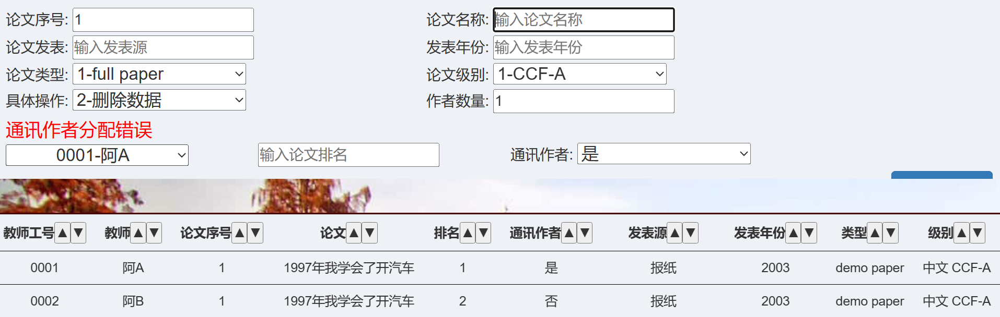 论文序号: 1 论文名称: 输入论文名称
论文发表: 输入发表源 发表年份: 输入发表年份
论文类型: 1-full paper 论文级别: 1-CCF-A
具体操作: 2-删除数据 作者数量: 1
通讯作者分配错误
0001-阿A 输入论文排名 通讯作者: 是
教师工号▲▼ 教师▲▼ 论文序号▲▼ 论文▲▼ 排名▲▼ 通讯作者▲▼ 发表源▲▼ 发表年份▲▼ 类型▲▼ 级别▲▼
0001 阿A 1 1997年我学会了开汽车 1 是 报纸 2003 demo paper 中文 CCF-A
0002 阿B 1 1997年我学会了开汽车 2 否 报纸 2003 demo paper 中文 CCF-A